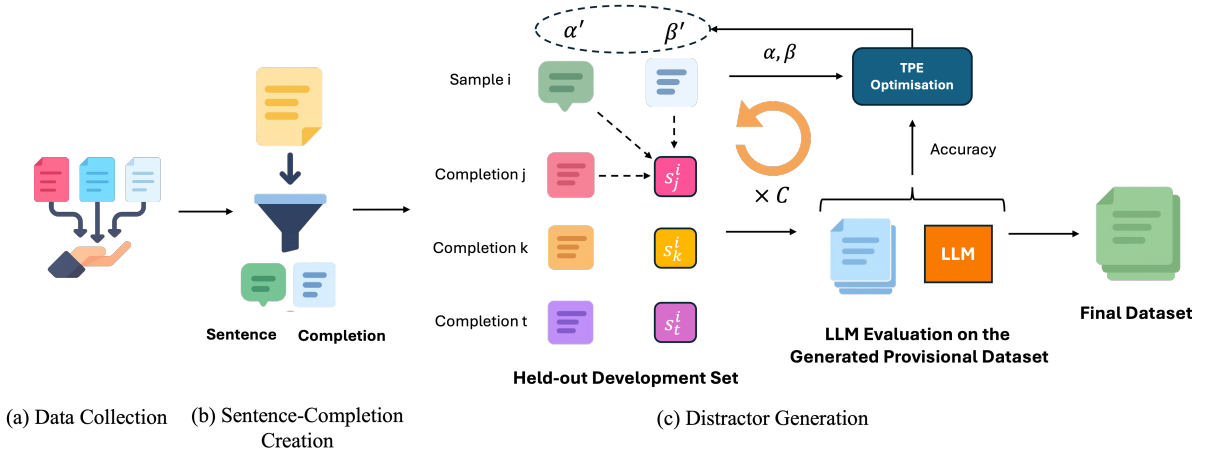 α′ β′
α, β
TPE
Optimisation
Sample i
Accuracy
Completion j
s_j^i
× C
Completion k
s_k^i
LLM
Completion t
s_t^i
Sentence Completion
LLM Evaluation on the
Generated Provisional Dataset
Final Dataset
Held-out Development Set
(a) Data Collection
(b) Sentence-Completion
Creation
(c) Distractor Generation